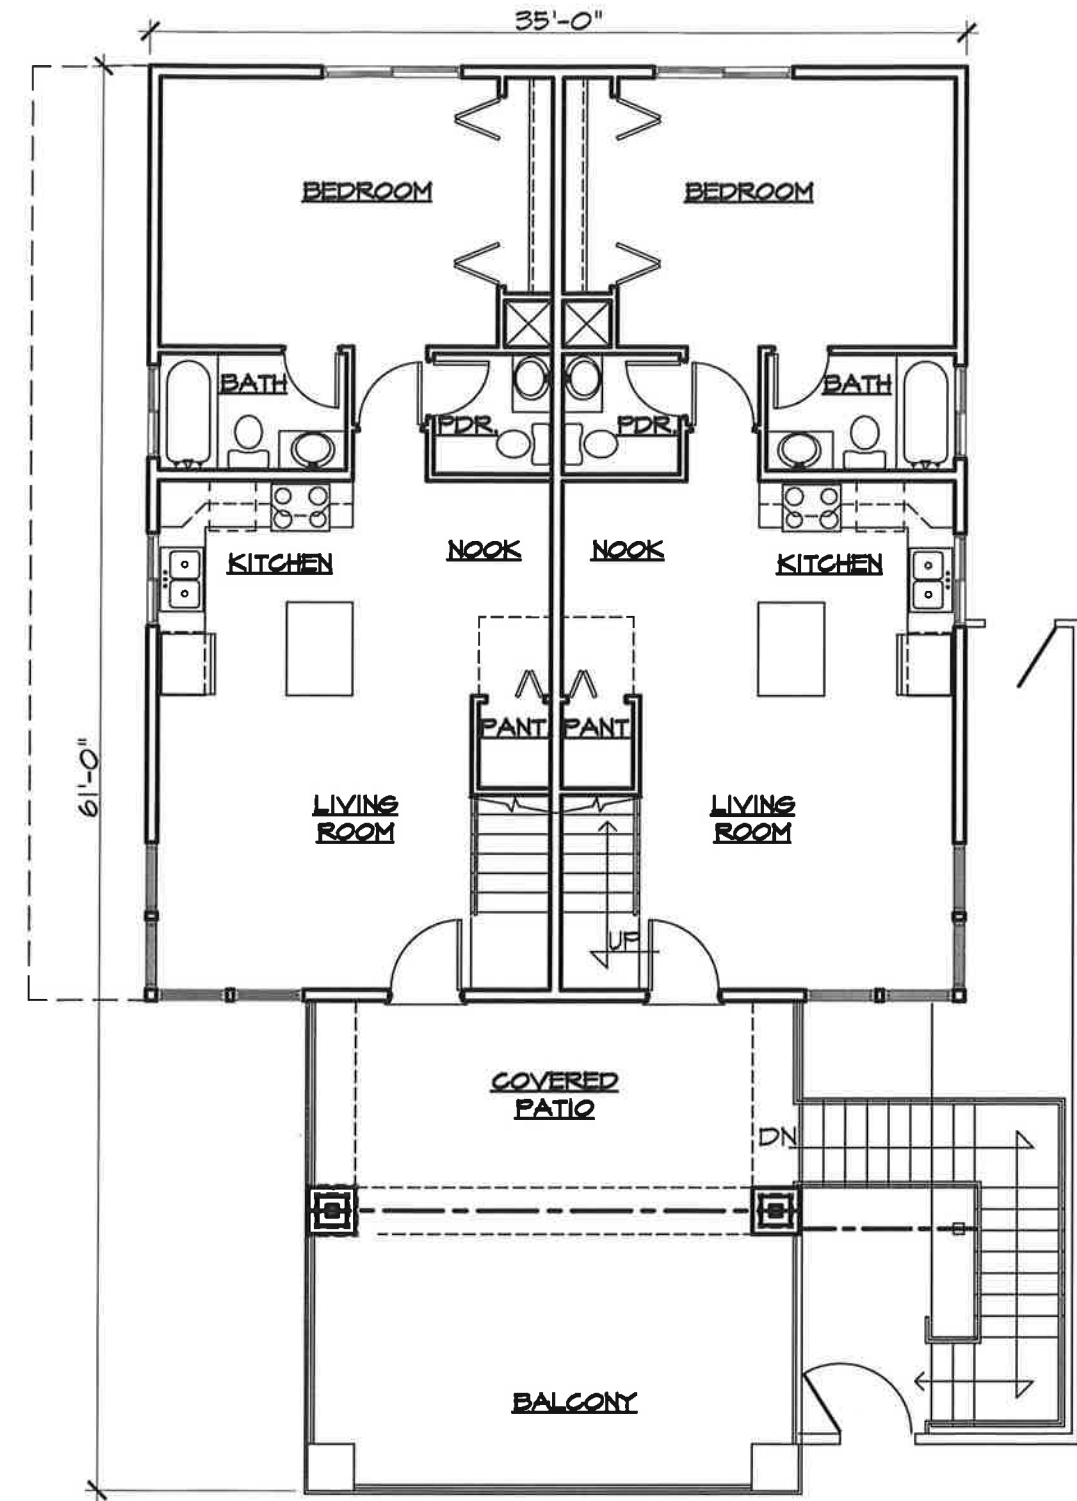 35'-0"
BEDROOM
BEDROOM
BATH
BATH
PDR.
PDR.
KITCHEN
NOOK
NOOK
KITCHEN
PANT.
PANT.
61'-0"
LIVING
ROOM
LIVING
ROOM
UP
COVERED
PATIO
DN
BALCONY